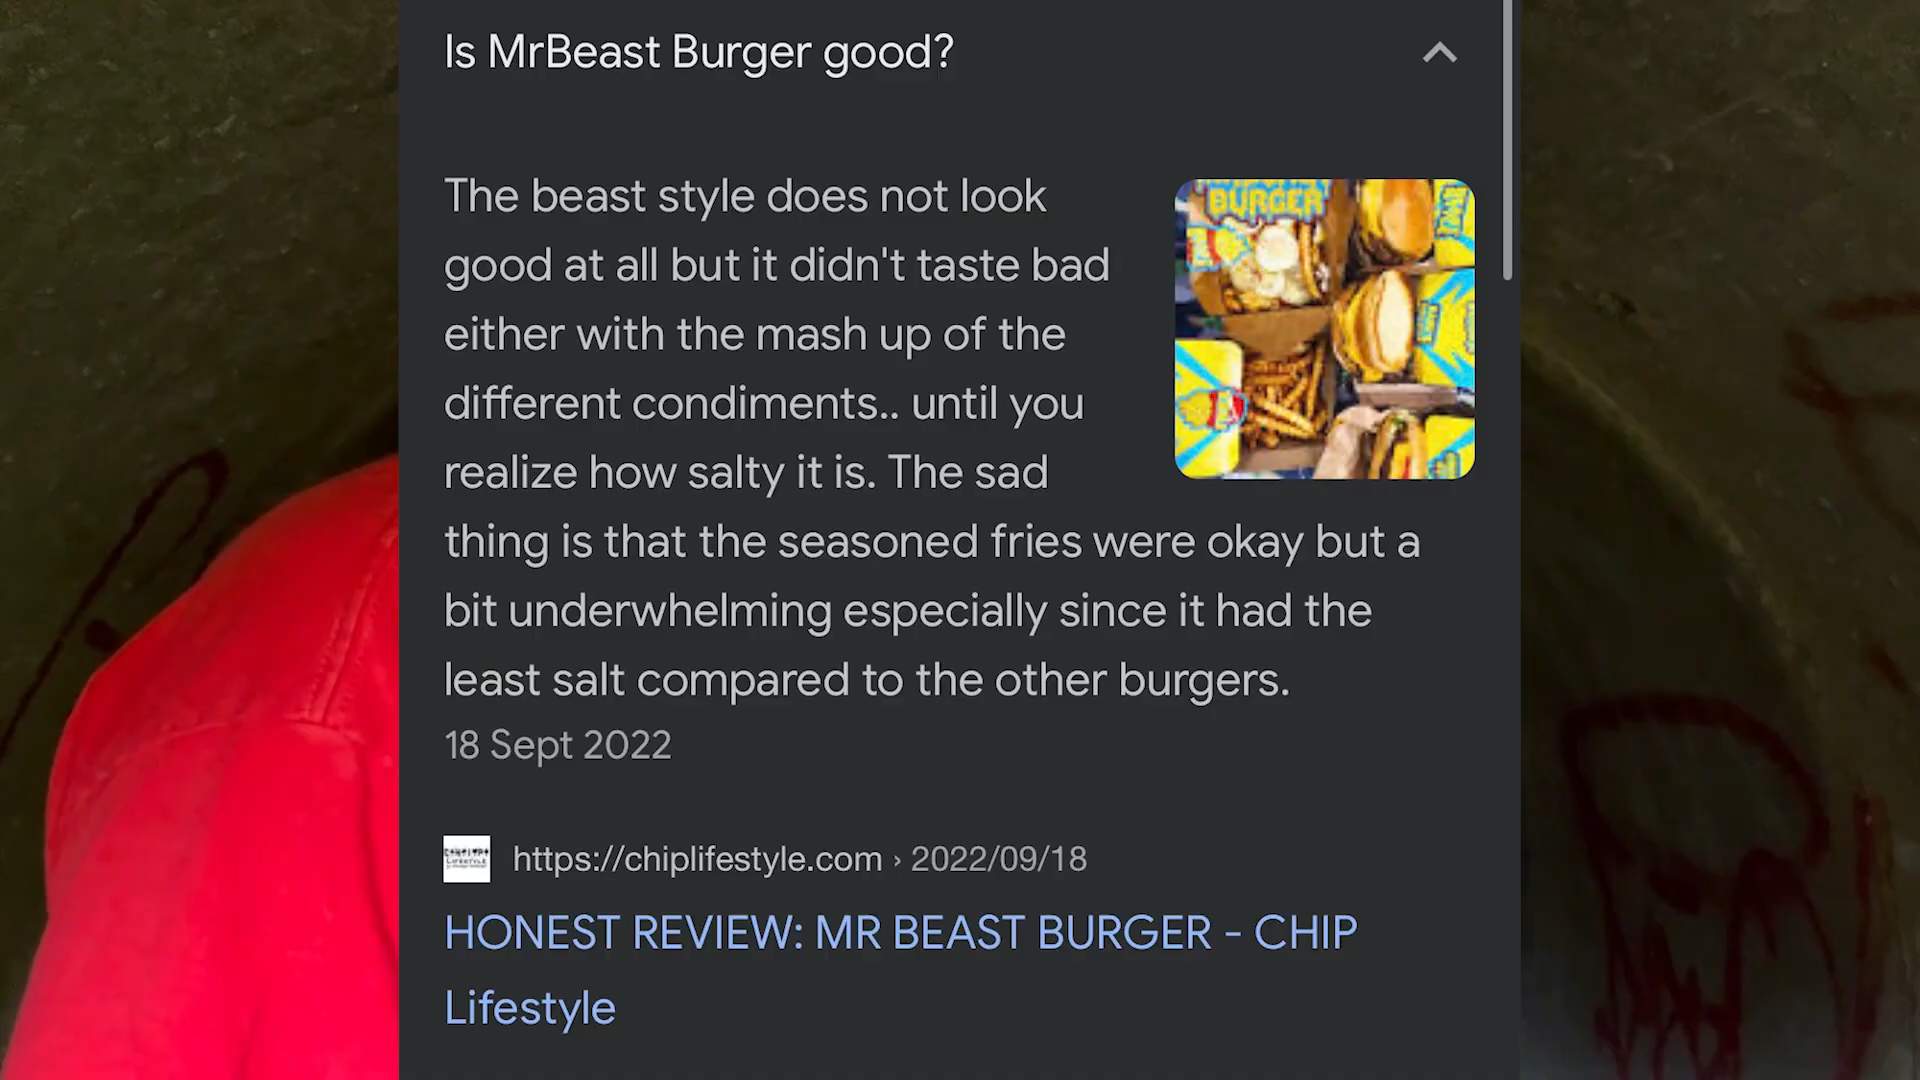 Is MrBeast Burger good?
The beast style does not look
good at all but it didn't taste bad
either with the mash up of the
different condiments.. until you
realize how salty it is. The sad
thing is that the seasoned fries were okay but a
bit underwhelming especially since it had the
least salt compared to the other burgers.
18 Sept 2022
BURGER
https://chiplifestyle.com › 2022/09/18
HONEST REVIEW: MR BEAST BURGER - CHIP
Lifestyle